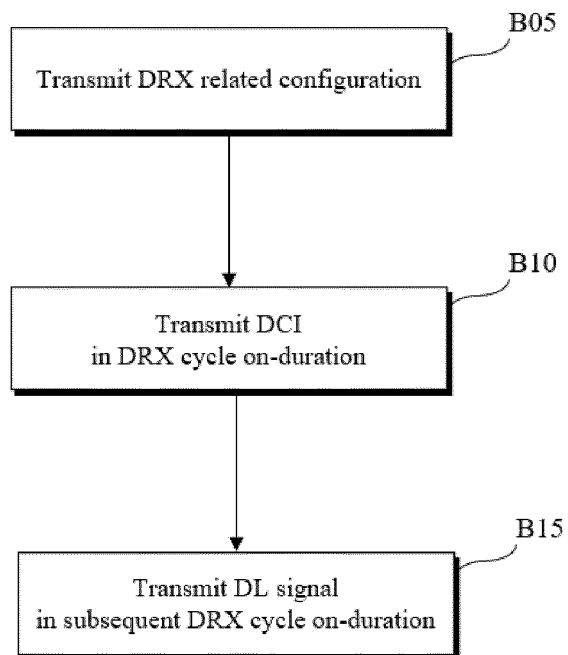 B05
Transmit DRX related configuration
B10
Transmit DCI
in DRX cycle on-duration
B15
Transmit DL signal
in subsequent DRX cycle on-duration